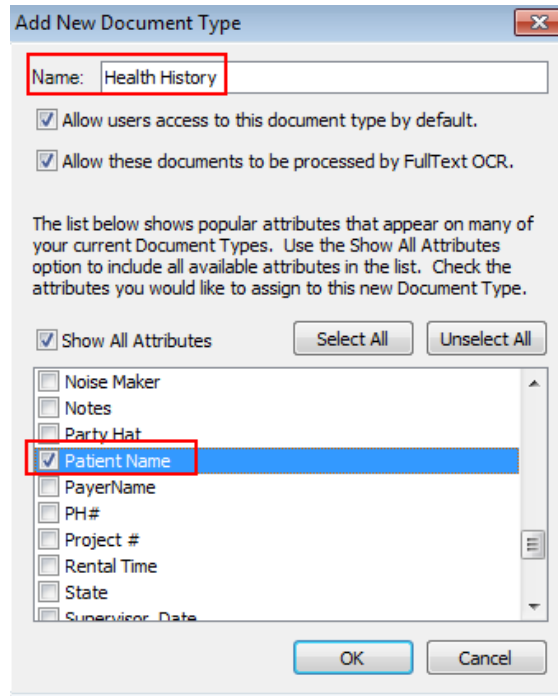 Add New Document Type
Name: Health History
Allow users access to this document type by default.
Allow these documents to be processed by FullText OCR.
The list below shows popular attributes that appear on many of
your current Document Types. Use the Show All Attributes
option to include all available attributes in the list. Check the
attributes you would like to assign to this new Document Type.
Show All Attributes Select All Unselect All
Noise Maker
Notes
Party Hat
Patient Name
PayerName
PH#
Project #
Rental Time
State
Supervisor Date
OK Cancel